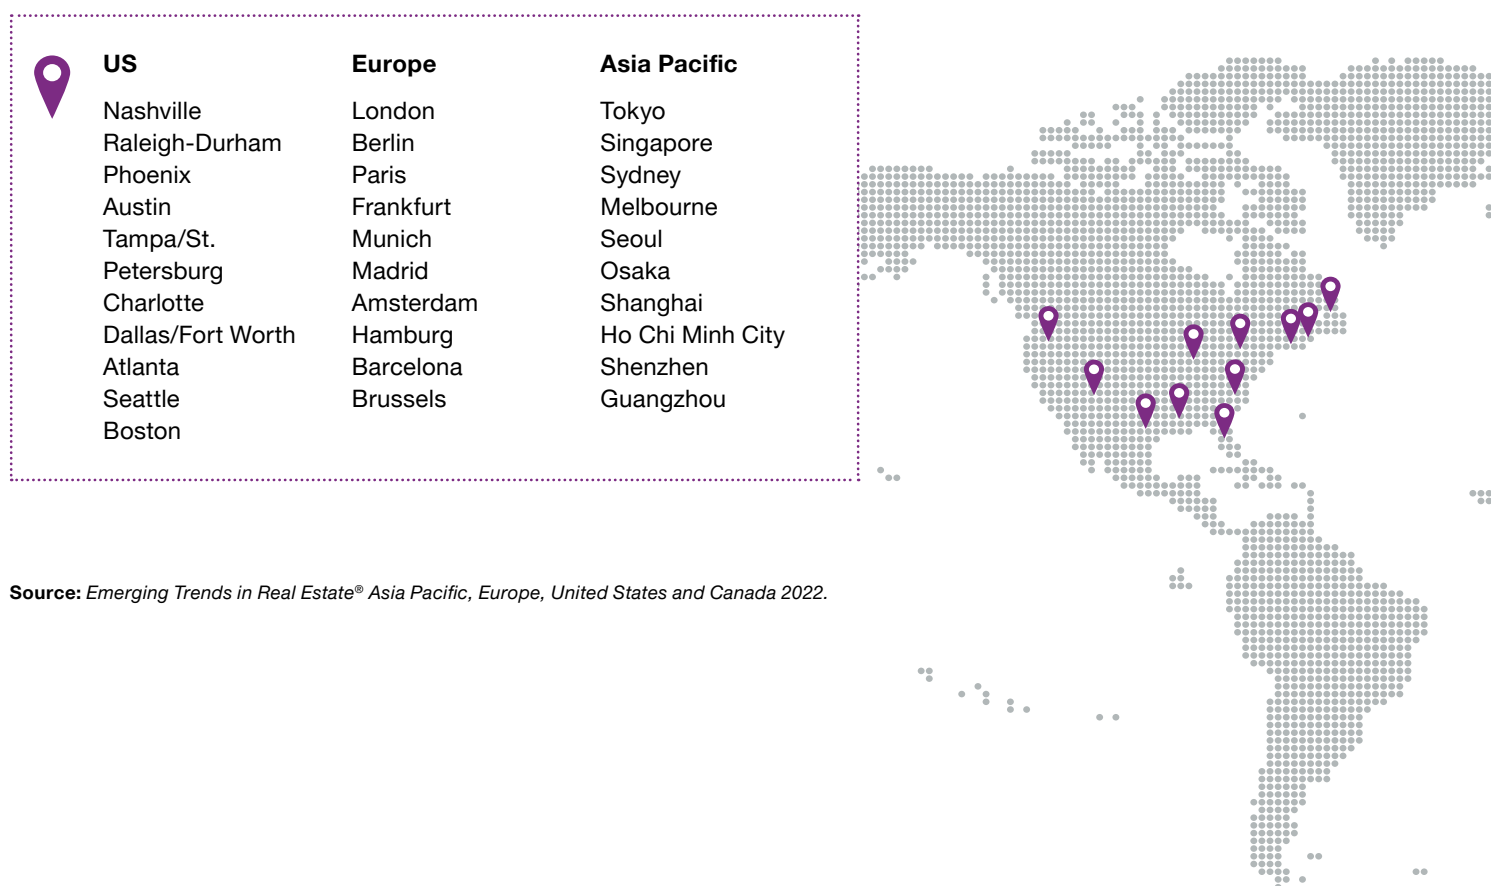 US
Nashville
Raleigh-Durham
Phoenix
Austin
Tampa/St.
Petersburg
Charlotte
Dallas/Fort Worth
Atlanta
Seattle
Boston
Europe
London
Berlin
Paris
Frankfurt
Munich
Madrid
Amsterdam
Hamburg
Barcelona
Brussels
Asia Pacific
Tokyo
Singapore
Sydney
Melbourne
Seoul
Osaka
Shanghai
Ho Chi Minh City
Shenzhen
Guangzhou
Source: Emerging Trends in Real Estate® Asia Pacific, Europe, United States and Canada 2022.